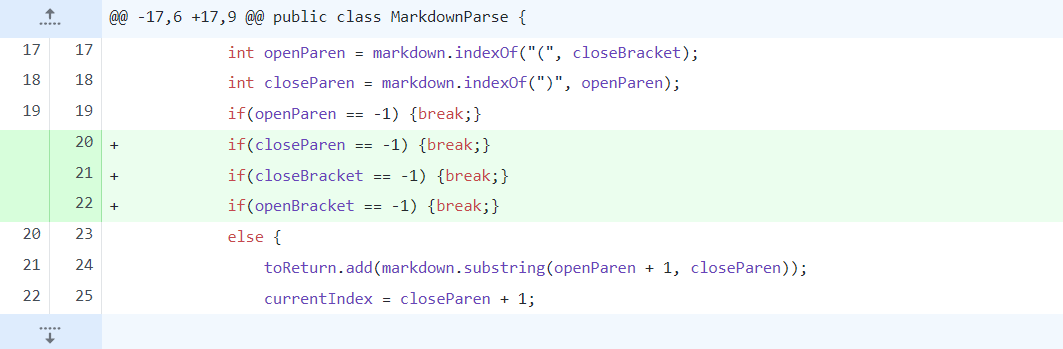 @@ -17,6 +17,9 @@ public class MarkdownParse {
17 17 int openParen = markdown.indexOf("(", closeBracket);
18 18 int closeParen = markdown.indexOf(")", openParen);
19 19 if(openParen == -1) {break;}
20 + if(closeParen == -1) {break;}
21 + if(closeBracket == -1) {break;}
22 + if(openBracket == -1) {break;}
20 23 else {
21 24 toReturn.add(markdown.substring(openParen + 1, closeParen));
22 25 currentIndex = closeParen + 1;